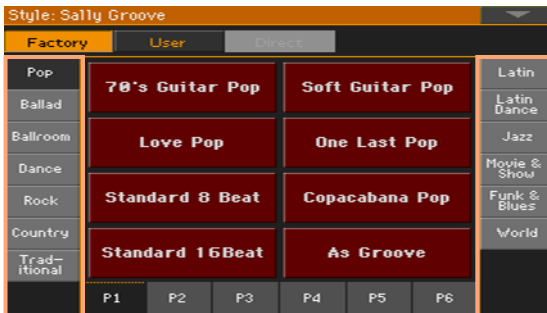 Style: Sally Groove
Factory
User
Direct
Pop
70's Guitar Pop
Soft Guitar Pop
Latin
Ballad
Latin
Dance
Ballroom
Love Pop
One Last Pop
Jazz
Dance
Movie &
Show
Rock
Standard 8 Beat
Copacabana Pop
Funk &
Blues
Country
World
Trad-
itional
Standard 16Beat
As Groove
P1
P2
P3
P4
P5
P6